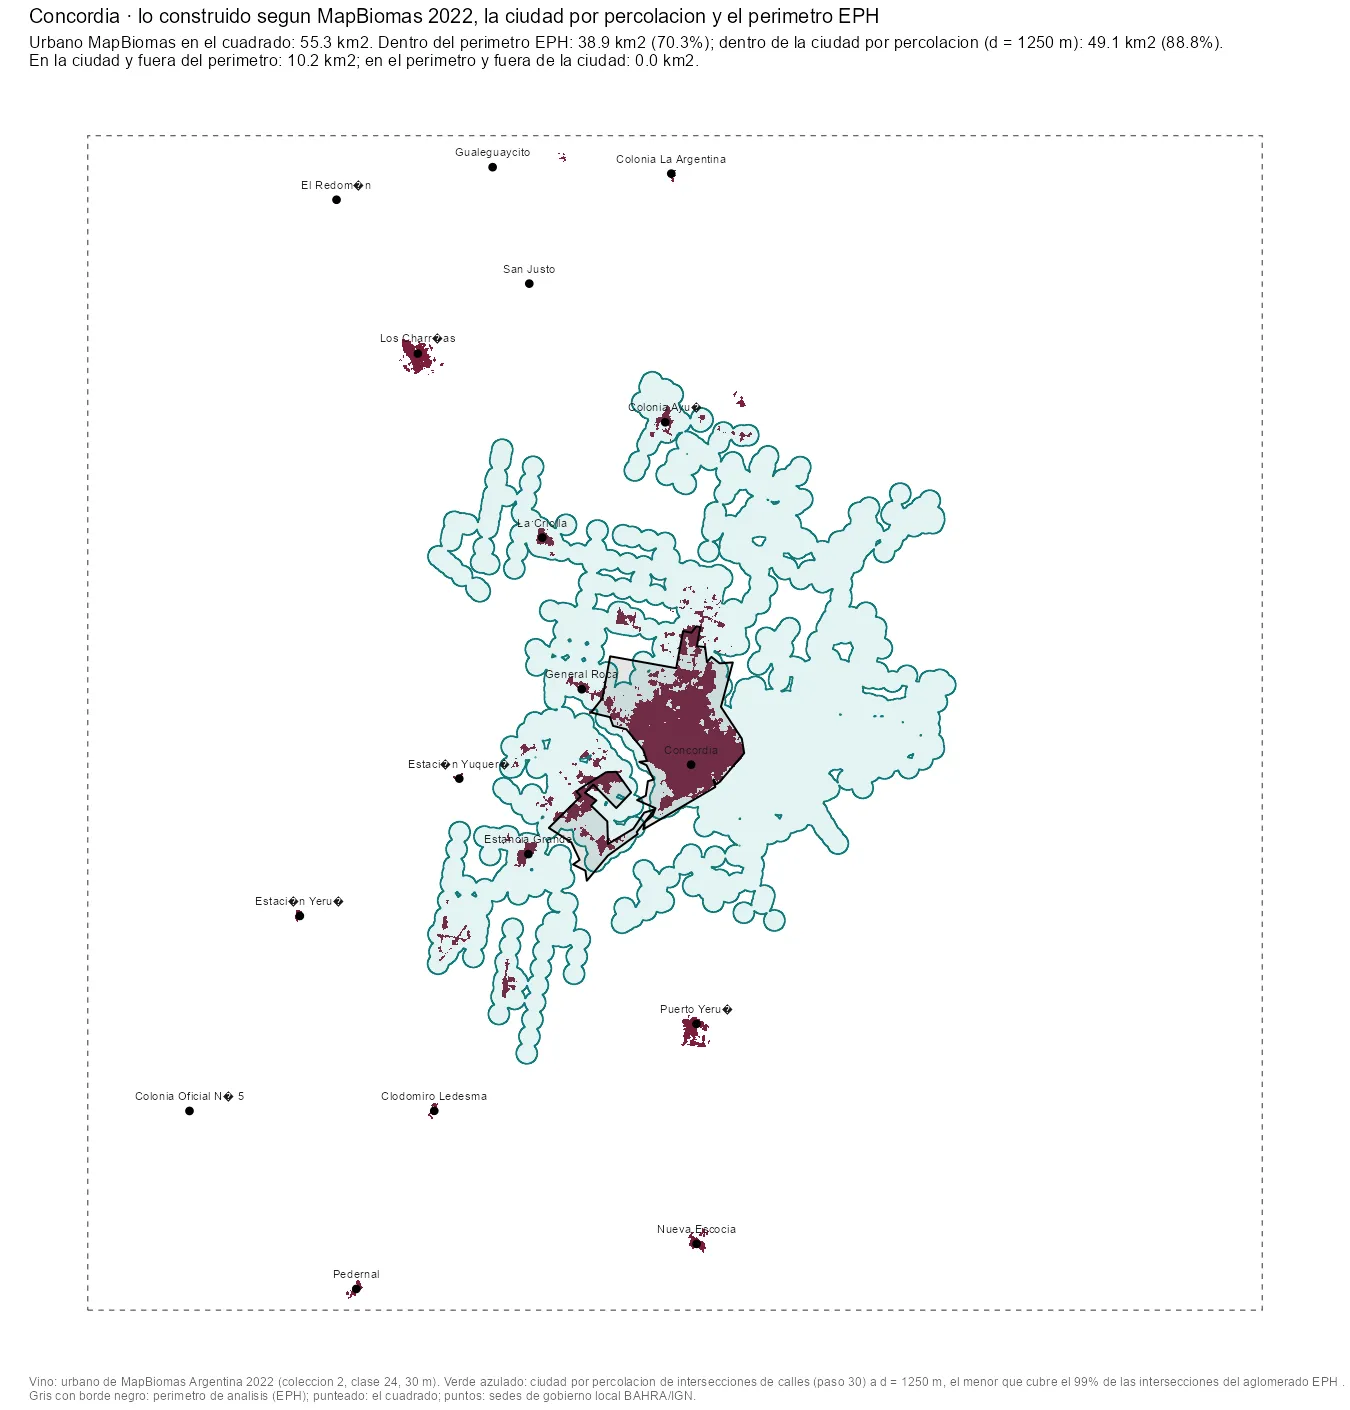 Concordia · lo construido segun MapBiomas 2022, la ciudad por percolacion y el perimetro EPH
Urbano MapBiomas en el cuadrado: 55.3 km2. Dentro del perimetro EPH: 38.9 km2 (70.3%); dentro de la ciudad por percolacion (d = 1250 m): 49.1 km2 (88.8%).
En la ciudad y fuera del perimetro: 10.2 km2; en el perimetro y fuera de la ciudad: 0.0 km2.
Gualeguaycito
Colonia La Argentina
El Redom�n
San Justo
Los Charr�as
Colonia Ayu�
La Criolla
General Roca
Concordia
Estaci�n Yuquer�
Estancia Grande
Estaci�n Yeru�
Puerto Yeru�
Colonia Oficial N� 5
Clodomiro Ledesma
Nueva Escocia
Pedernal
Vino: urbano de MapBiomas Argentina 2022 (coleccion 2, clase 24, 30 m). Verde azulado: ciudad por percolacion de intersecciones de calles (paso 30) a d = 1250 m, el menor que cubre el 99% de las intersecciones del aglomerado EPH .
Gris con borde negro: perimetro de analisis (EPH); punteado: el cuadrado; puntos: sedes de gobierno local BAHRA/IGN.